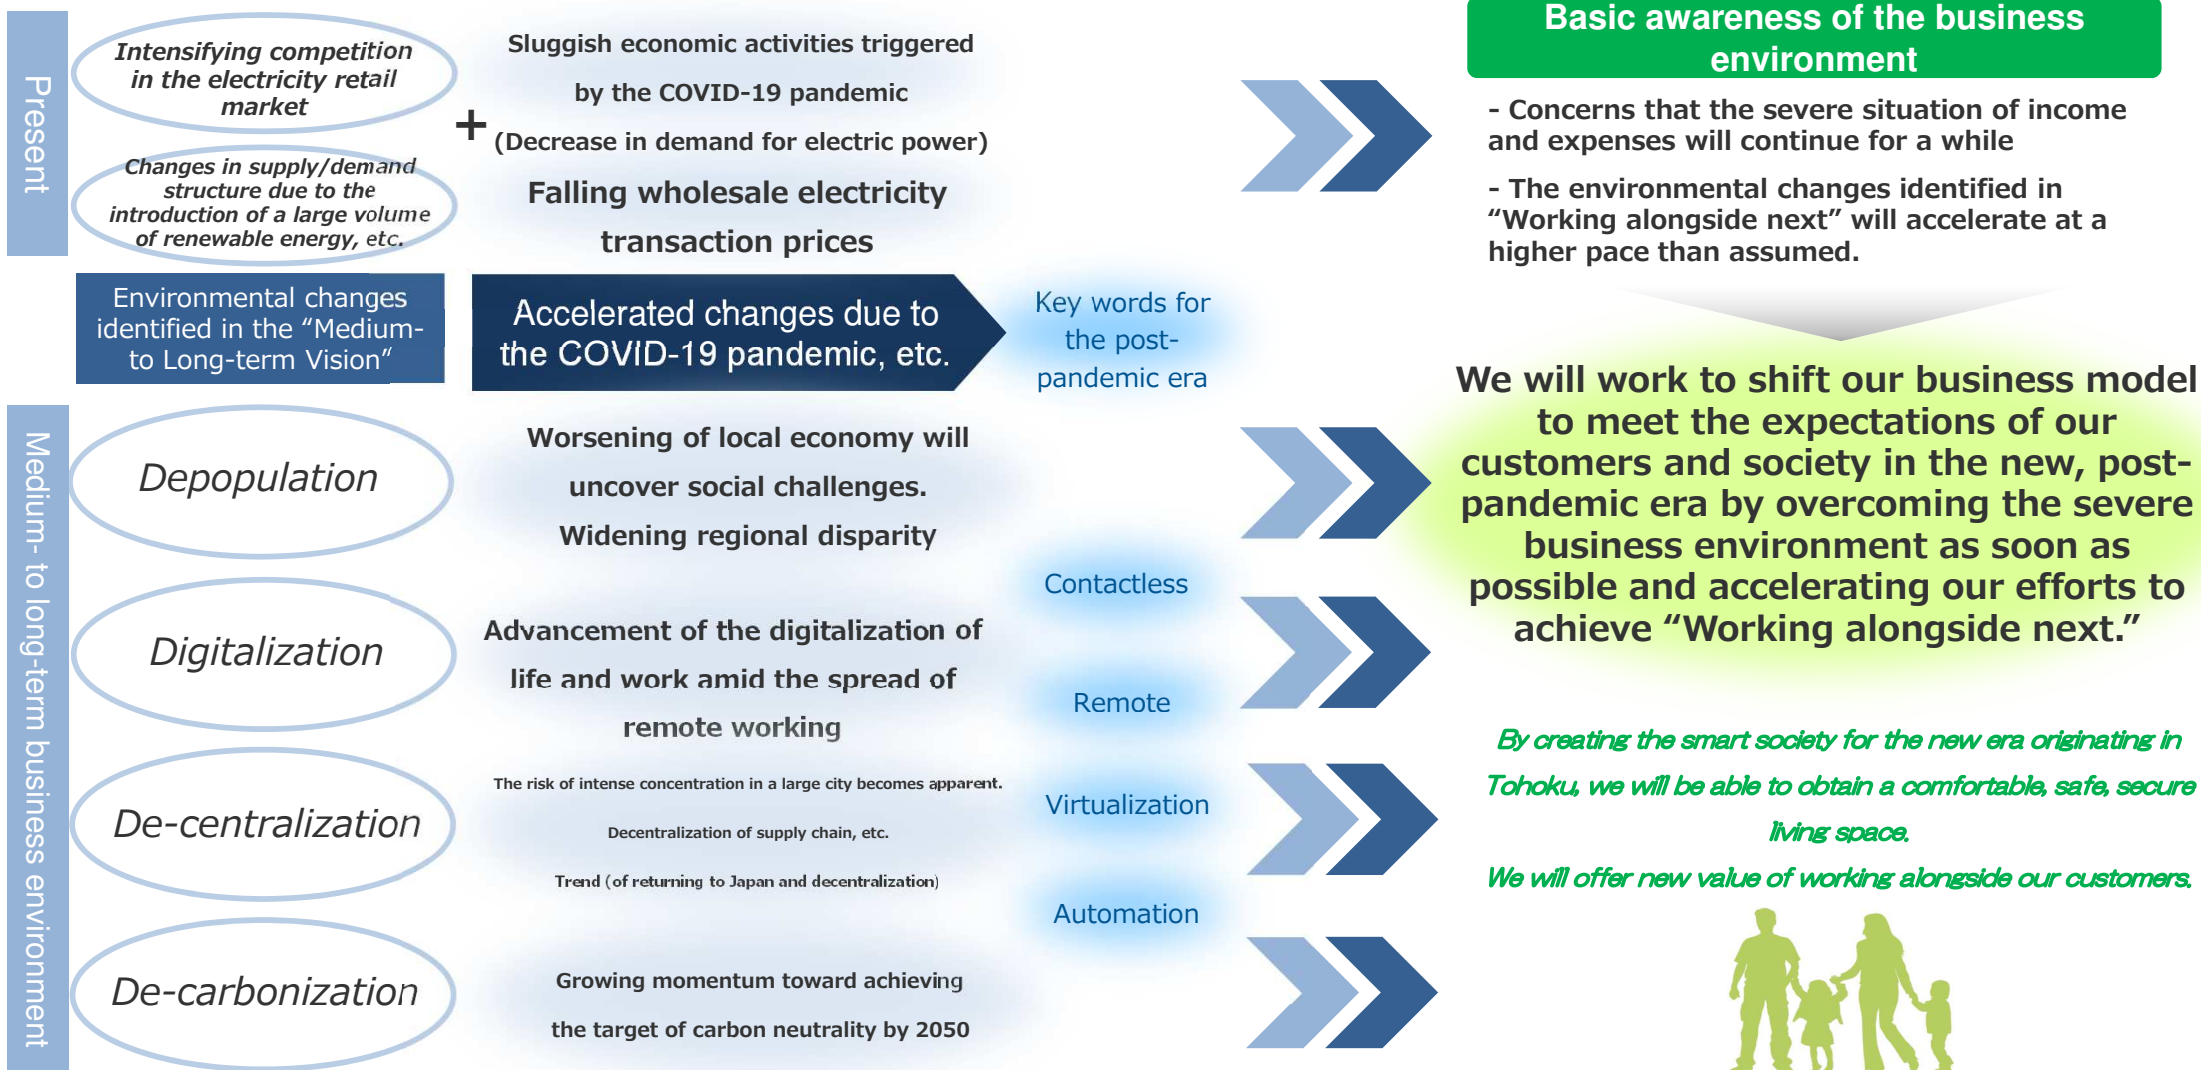 Present
Intensifying competition
in the electricity retail
market
Changes in supply/demand
structure due to the
introduction of a large volume
of renewable energy, etc.
+
Sluggish economic activities triggered
by the COVID-19 pandemic
(Decrease in demand for electric power)
Falling wholesale electricity
transaction prices
Basic awareness of the business
environment
- Concerns that the severe situation of income
and expenses will continue for a while
- The environmental changes identified in
“Working alongside next” will accelerate at a
higher pace than assumed.
Environmental changes
identified in the “Medium-
to Long-term Vision”
Accelerated changes due to
the COVID-19 pandemic, etc.
Key words for
the post-
pandemic era
Medium- to long-term business environment
Depopulation
Worsening of local economy will
uncover social challenges.
Widening regional disparity
Digitalization
Advancement of the digitalization of
life and work amid the spread of
remote working
De-centralization
The risk of intense concentration in a large city becomes apparent.
Decentralization of supply chain, etc.
Trend (of returning to Japan and decentralization)
De-carbonization
Growing momentum toward achieving
the target of carbon neutrality by 2050
Contactless
Remote
Virtualization
Automation
We will work to shift our business model
to meet the expectations of our
customers and society in the new, post-
pandemic era by overcoming the severe
business environment as soon as
possible and accelerating our efforts to
achieve “Working alongside next.”
By creating the smart society for the new era originating in
Tohoku, we will be able to obtain a comfortable, safe, secure
living space.
We will offer new value of working alongside our customers.